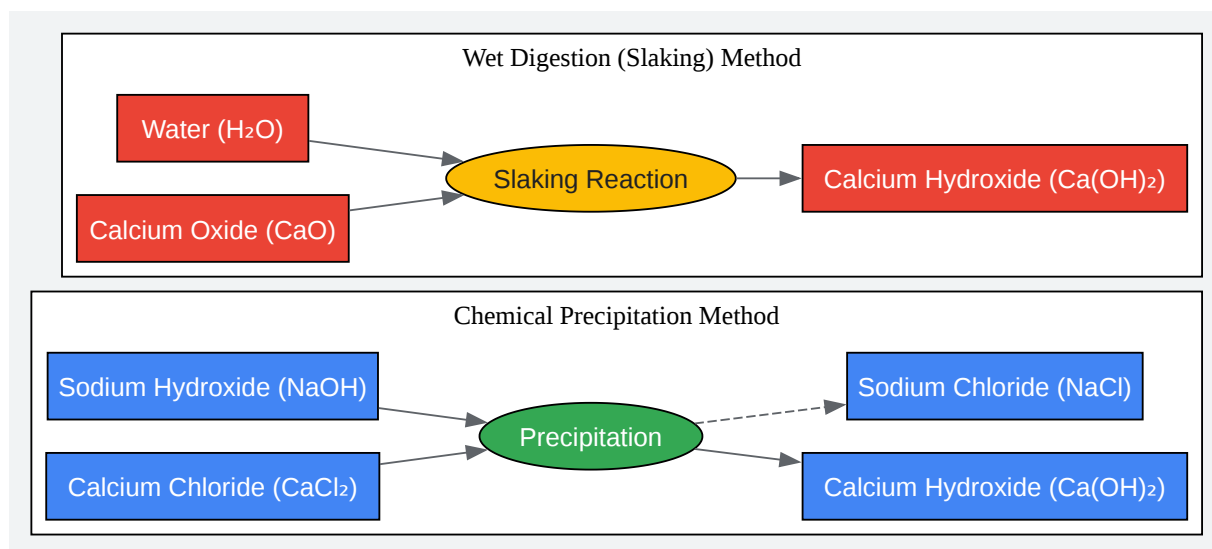 Wet Digestion (Slaking) Method
Water (H₂O)
Calcium Oxide (CaO)
Slaking Reaction
Calcium Hydroxide (Ca(OH)₂)
Chemical Precipitation Method
Sodium Hydroxide (NaOH)
Calcium Chloride (CaCl₂)
Precipitation
Sodium Chloride (NaCl)
Calcium Hydroxide (Ca(OH)₂)